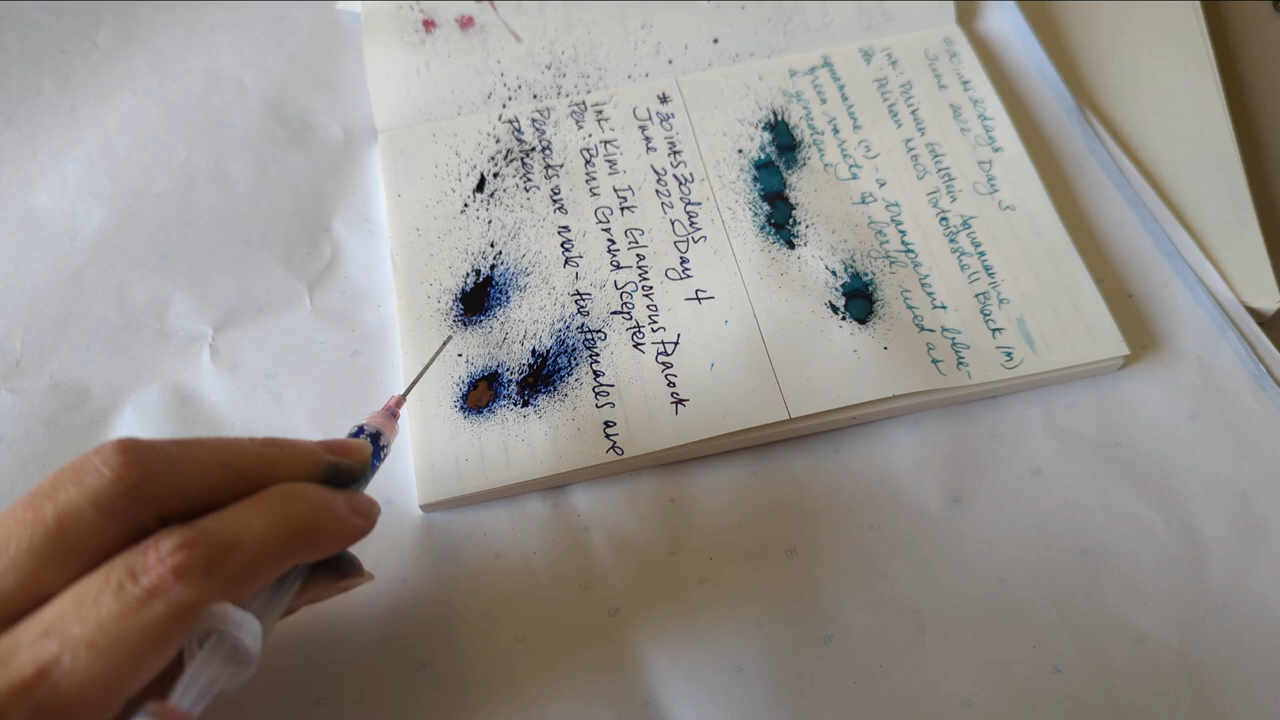 #30inks30days Day 3
June 2022
Ink: Pelikan Edelstein Aquamarine
Pen: Pelikan M605 Tortoiseshell Black (M)
aquamarine (n) - a transparent blue-
green variety of beryl, used as
a gemstone
#30inks30days Day 4
June 2022
Ink: Kiwi Ink Glamorous Peacock
Pen: Benu Grand Scepter
Peacocks are male - the females are
peahens